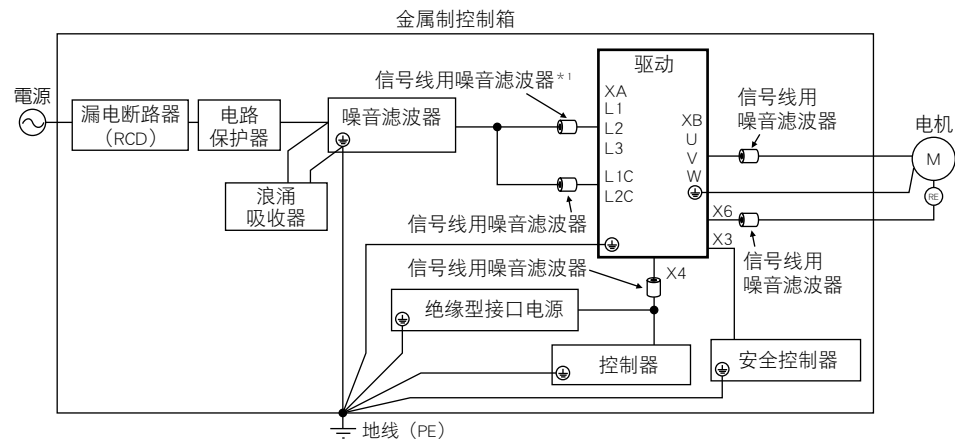 金属制控制箱
電源
漏电断路器
（RCD）
电路
保护器
噪音滤波器
浪涌
吸收器
信号线用噪音滤波器*1
信号线用噪音滤波器
驱动
XA
L1
L2
L3
L1C
L2C
XB
U
V
W
X6
X3
X4
信号线用
噪音滤波器
电机
M
RE
信号线用
噪音滤波器
信号线用噪音滤波器
绝缘型接口电源
控制器
安全控制器
地线（PE）